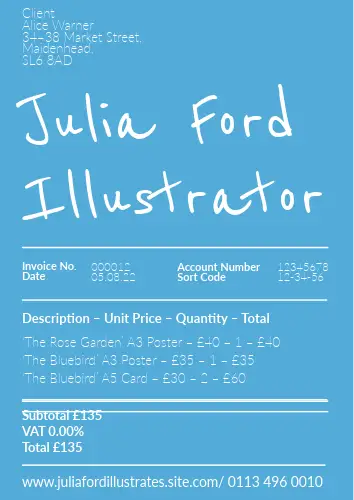 Client
Alice Warner
34–38 Market Street,
Maidenhead,
SL6 8AD
Julia Ford
Illustrator
Invoice No. 000012 Account Number 12345678
Date 05.08.22 Sort Code 12-34-56
Description – Unit Price – Quantity – Total
'The Rose Garden' A3 Poster – £40 – 1 – £40
'The Bluebird' A3 Poster – £35 – 1 – £35
'The Bluebird' A5 Card – £30 – 2 – £60
Subtotal £135
VAT 0.00%
Total £135
www.juliafordillustrates.site.com/ 0113 496 0010